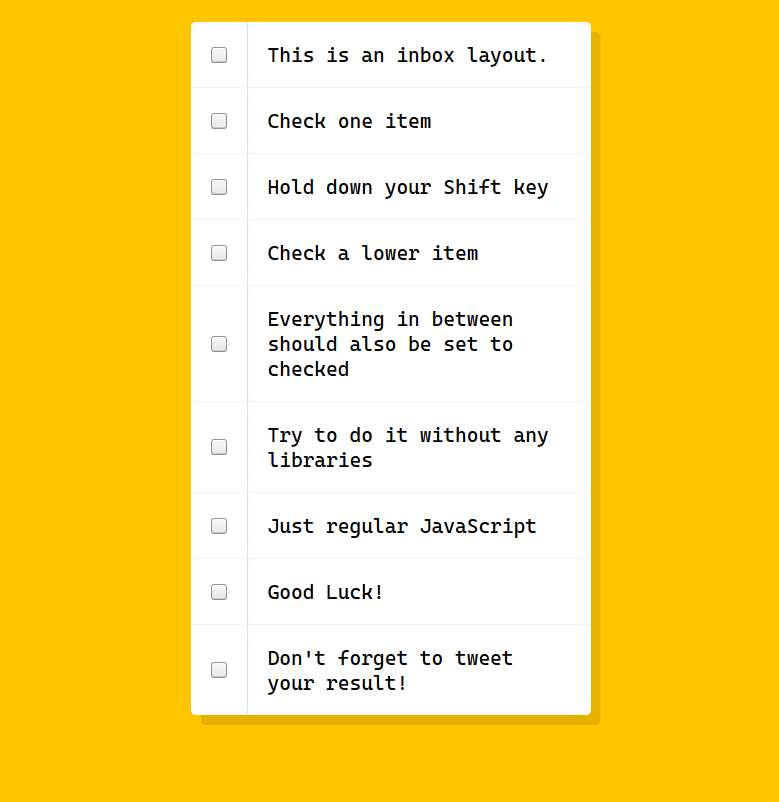 This is an inbox layout.
Check one item
Hold down your Shift key
Check a lower item
Everything in between
should also be set to
checked
Try to do it without any
libraries
Just regular JavaScript
Good Luck!
Don't forget to tweet
your result!